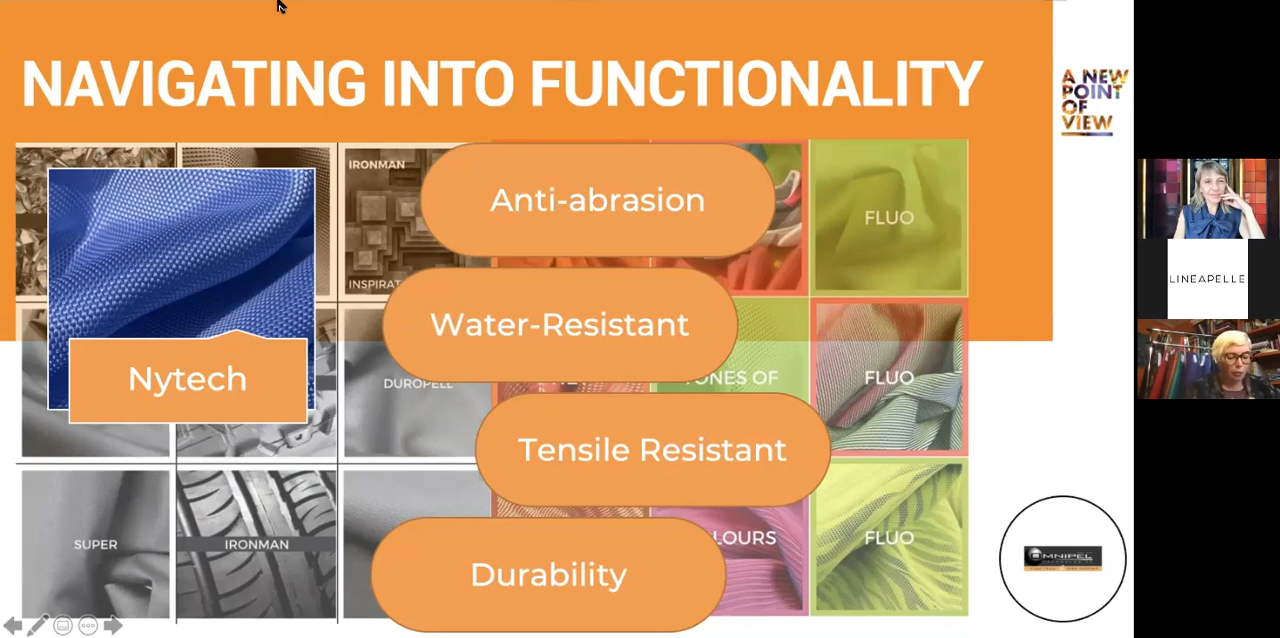 NAVIGATING INTO FUNCTIONALITY
A NEW
POINT
OF
VIEW
IRONMAN
Anti-abrasion
FLUO
Water-Resistant
LINEAPELLE
Nytech
DUROPELL
ONES OF
FLUO
Tensile Resistant
SUPER
IRONMAN
LOURS
FLUO
Durability
OMNIPEL